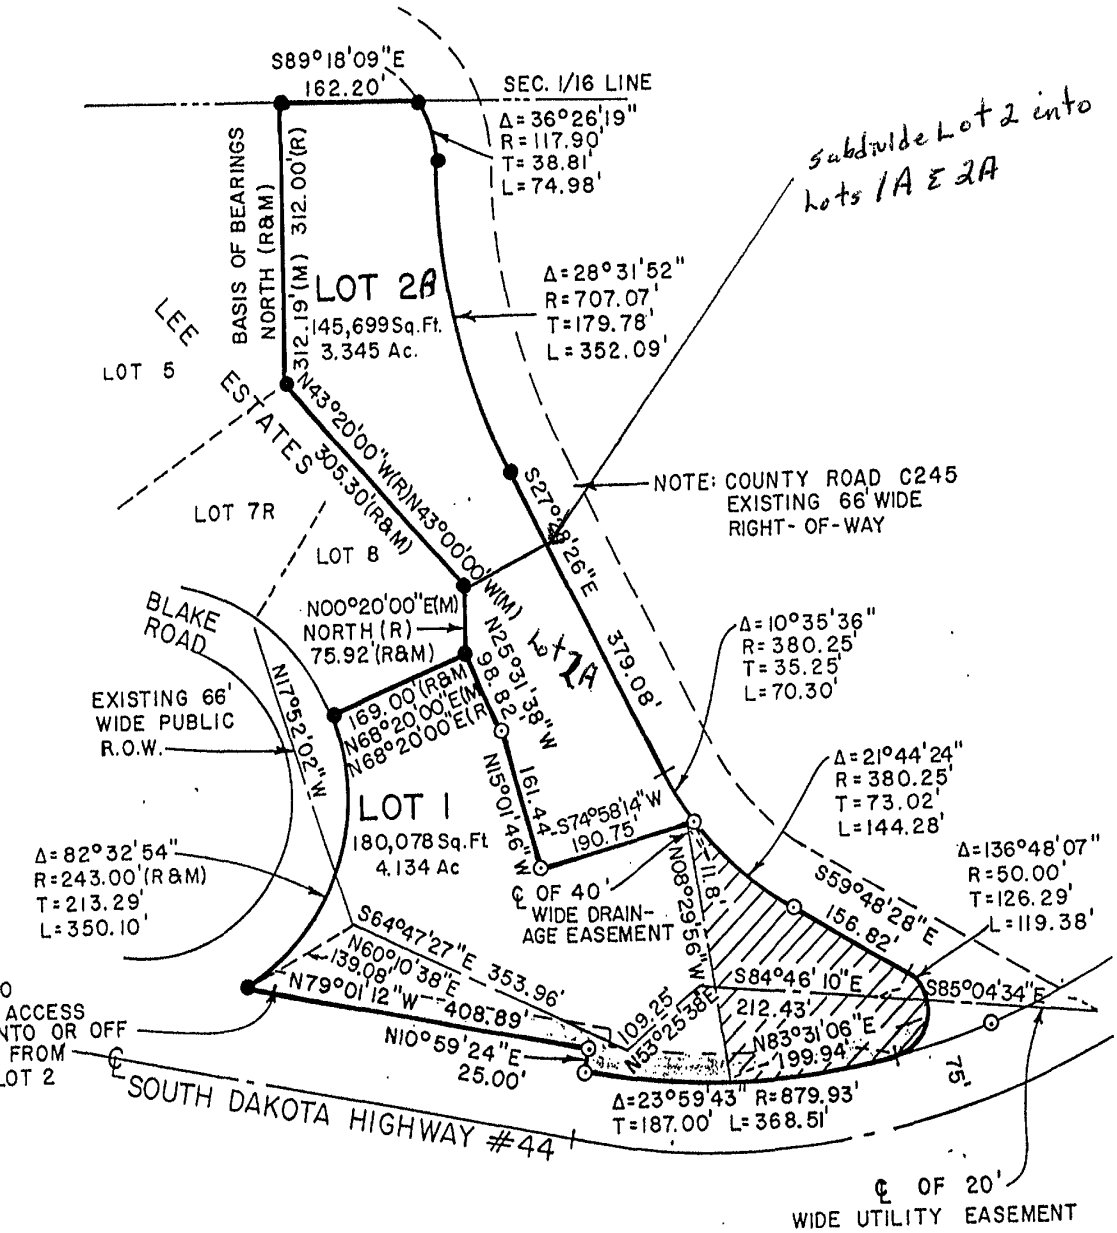 S89°18'09"E
162.20'
SEC. 1/16 LINE
Δ=36°26'19"
R=117.90'
T=38.81'
L=74.98'
subdivide Lot 2 into
Lots 1A & 2A
BASIS OF BEARINGS
NORTH (R&M)
312.19'(M) 312.00'(R)
LOT 2A
145,699 Sq.Ft.
3.345 Ac.
Δ=28°31'52"
R=707.07'
T=179.78'
L=352.09'
LEE
ESTATES
LOT 5
N43°20'00"W(R)N43°00'00"W(M)
305.30'(R&M)
S27°28'26"E
379.08'
NOTE: COUNTY ROAD C245
EXISTING 66' WIDE
RIGHT-OF-WAY
LOT 7R
LOT 8
BLAKE
ROAD
N00°20'00"E(M)
NORTH (R)
75.92'(R&M)
Lot 2A
Δ=10°35'36"
R=380.25'
T=35.25'
L=70.30'
N25°31'38"W
98.82'
169.00'(R&M
N68°20'00"E(M
N68°20'00"E(R
EXISTING 66'
WIDE PUBLIC
R.O.W.
N17°52'02"W
N15°01'46"W
161.44
S74°58'14"W
190.75'
Δ=21°44'24"
R=380.25'
T=73.02'
L=144.28'
LOT 1
180,078 Sq.Ft
4.134 Ac
Δ=82°32'54"
R=243.00'(R&M)
T=213.29'
L=350.10'
Δ=136°48'07"
R=50.00'
T=126.29'
L=119.38'
℄ OF 40'
WIDE DRAIN-
AGE EASEMENT
N08°29'56"W
11.8'
S59°48'28"E
156.82'
S64°47'27"E 353.96'
N60°10'38"E
139.08'
N79°01'12"W 408.89'
S84°46'10"E
212.43'
S85°04'34"E
109.25'
N53°25'38E
N83°31'06"E
199.94'
O
ACCESS
NTO OR OFF
FROM
LOT 2
N10°59'24"E
25.00'
℄
SOUTH DAKOTA HIGHWAY #44
Δ=23°59'43" R=879.93'
T=187.00' L=368.51'
75'
℄ OF 20'
WIDE UTILITY EASEMENT